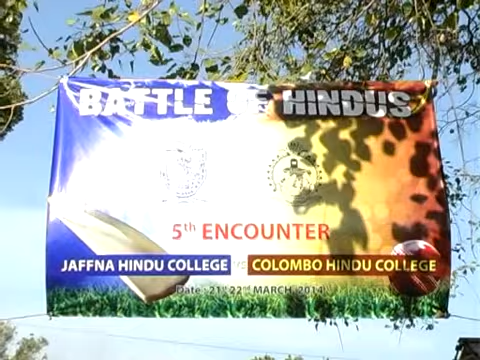 BATTLE OF HINDUS
5th ENCOUNTER
JAFFNA HINDU COLLEGE VS COLOMBO HINDU COLLEGE
Date : 21st 22nd MARCH, 2014